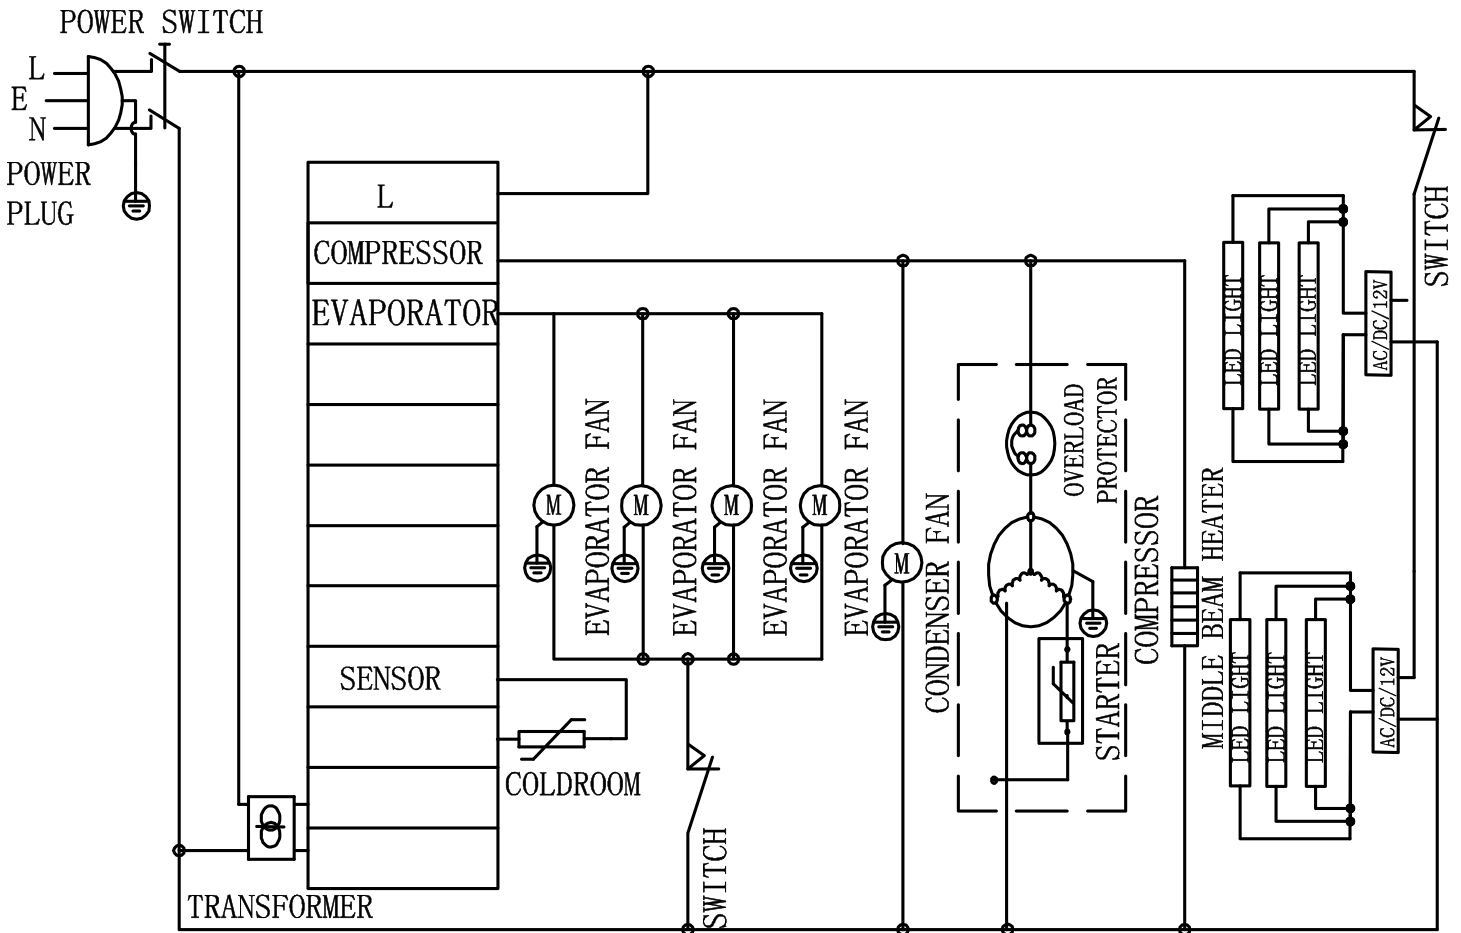 POWER SWITCH
L
E
N
POWER
PLUG
L
COMPRESSOR
EVAPORATOR
SENSOR
COLDROOM
TRANSFORMER
M
EVAPORATOR FAN
M
EVAPORATOR FAN
M
EVAPORATOR FAN
M
EVAPORATOR FAN
SWITCH
M
CONDENSER FAN
OVERLOAD
PROTECTOR
COMPRESSOR
STARTER
MIDDLE BEAM HEATER
LED LIGHT
LED LIGHT
LED LIGHT
AC/DC/12V
SWITCH
LED LIGHT
LED LIGHT
LED LIGHT
AC/DC/12V